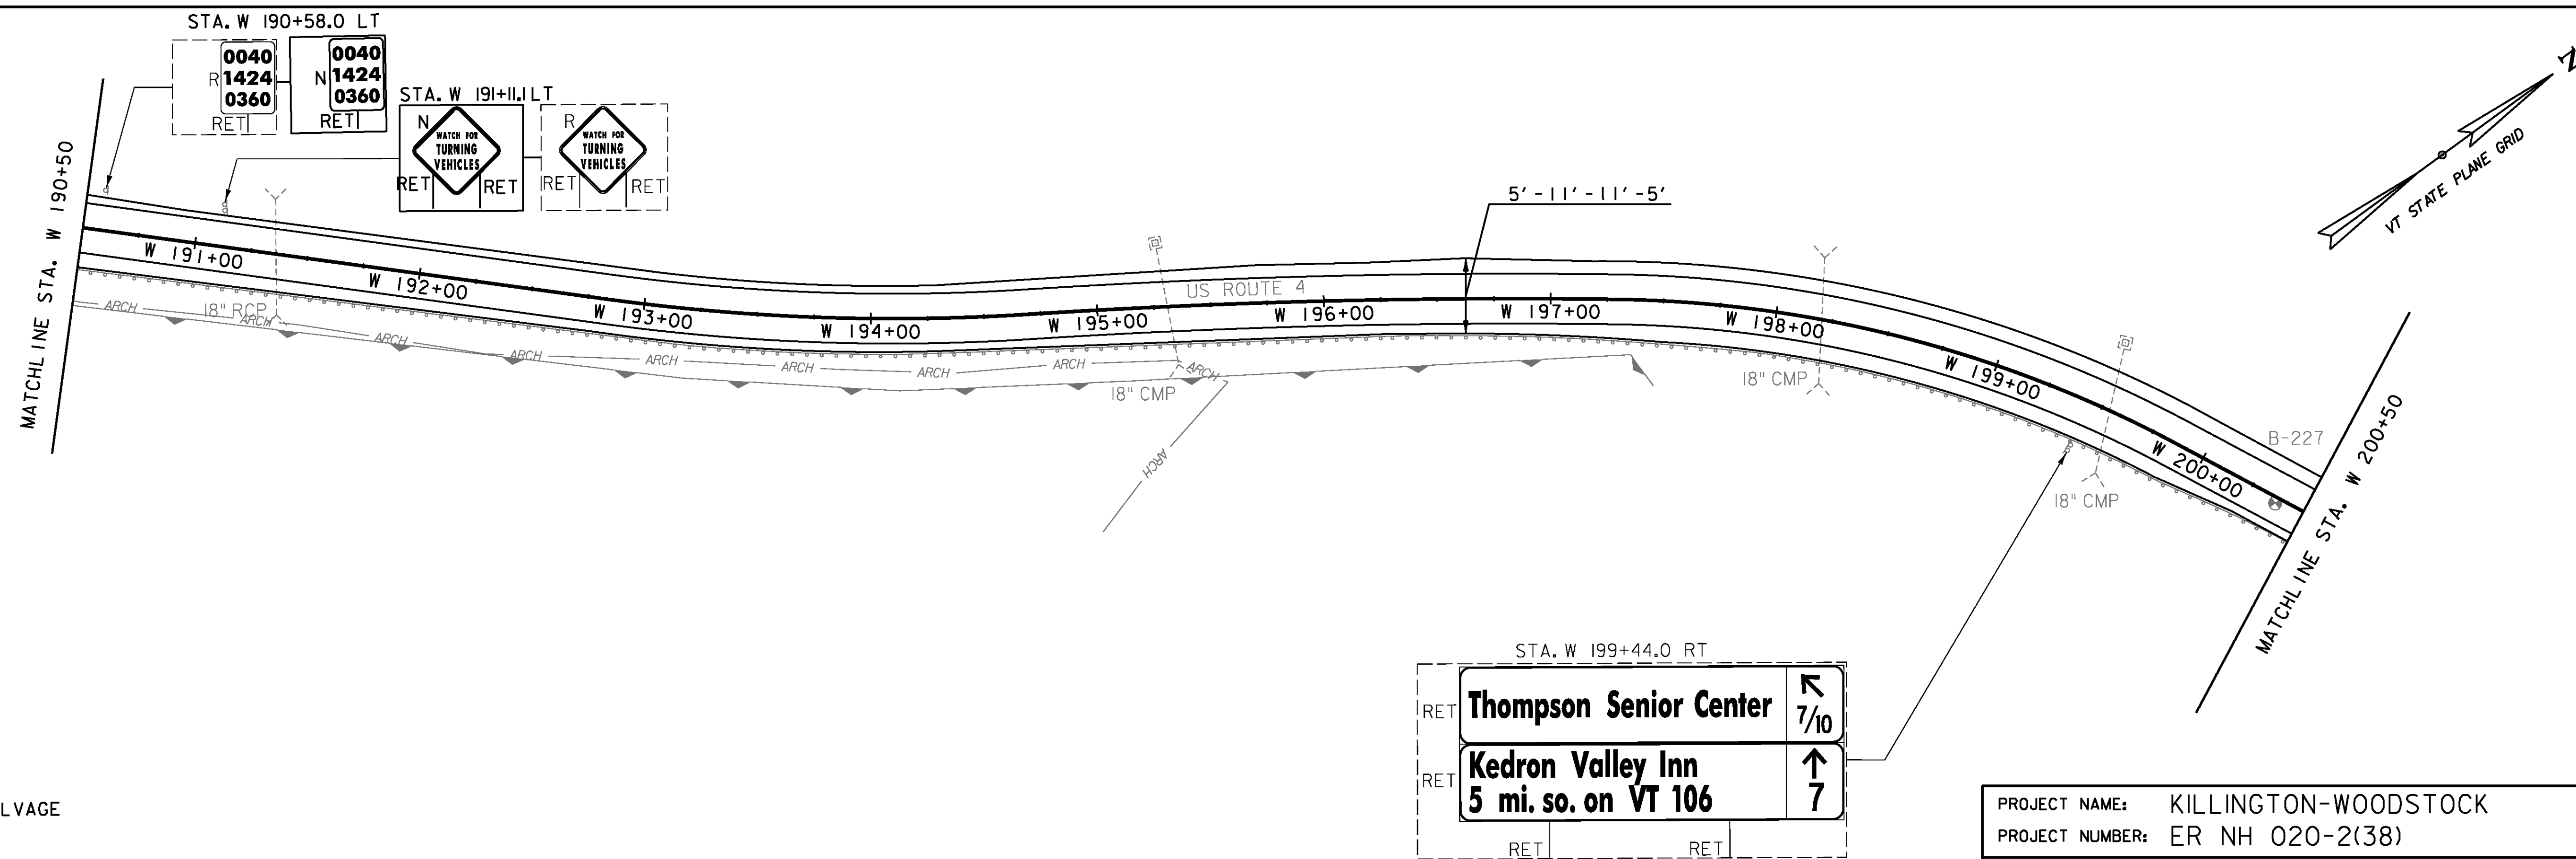 STA. W 190+58.0 LT
0040
R 1424
0360
RET
0040
N 1424
0360
RET
STA. W 191+11.1 LT
N
WATCH FOR
TURNING
VEHICLES
RET RET
R
WATCH FOR
TURNING
VEHICLES
RET RET
N
VT STATE PLANE GRID
5'-11'-11'-5'
MATCHLINE STA. W 190+50
W 191+00
W 192+00
W 193+00
W 194+00
W 195+00
US ROUTE 4
W 196+00
W 197+00
W 198+00
W 199+00
W 200+00
B-227
MATCHLINE STA. W 200+50
ARCH
18" RCP
ARCH
ARCH
ARCH
ARCH
ARCH
ARCH
ARCH
ARCH
18" CMP
ARCH
18" CMP
18" CMP
STA. W 199+44.0 RT
RET Thompson Senior Center 7/10
RET Kedron Valley Inn
5 mi. so. on VT 106 7
RET RET
LVAGE
PROJECT NAME: KILLINGTON-WOODSTOCK
PROJECT NUMBER: ER NH 020-2(38)